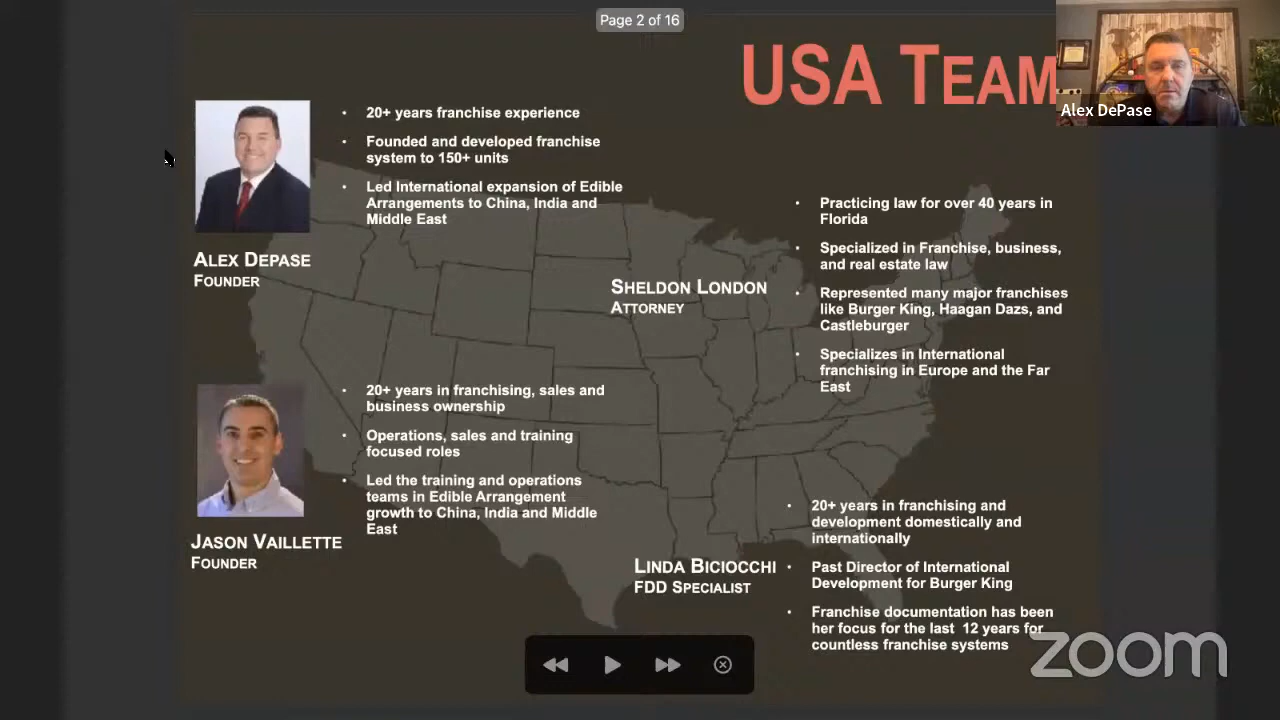 Page 2 of 16
USA TEAM
Alex DePase
• 20+ years franchise experience
• Founded and developed franchise
system to 150+ units
• Led International expansion of Edible
Arrangements to China, India and
Middle East
ALEX DEPASE
FOUNDER
• Practicing law for over 40 years in
Florida
• Specialized in Franchise, business,
and real estate law
• Represented many major franchises
like Burger King, Haagan Dazs, and
Castleburger
• Specializes in International
franchising in Europe and the Far
East
SHELDON LONDON
ATTORNEY
• 20+ years in franchising, sales and
business ownership
• Operations, sales and training
focused roles
• Led the training and operations
teams in Edible Arrangement
growth to China, India and Middle
East
JASON VAILLETTE
FOUNDER
• 20+ years in franchising and
development domestically and
internationally
• Past Director of International
Development for Burger King
• Franchise documentation has been
her focus for the last 12 years for
countless franchise systems
LINDA BICIOCCHI
FDD SPECIALIST
zoom